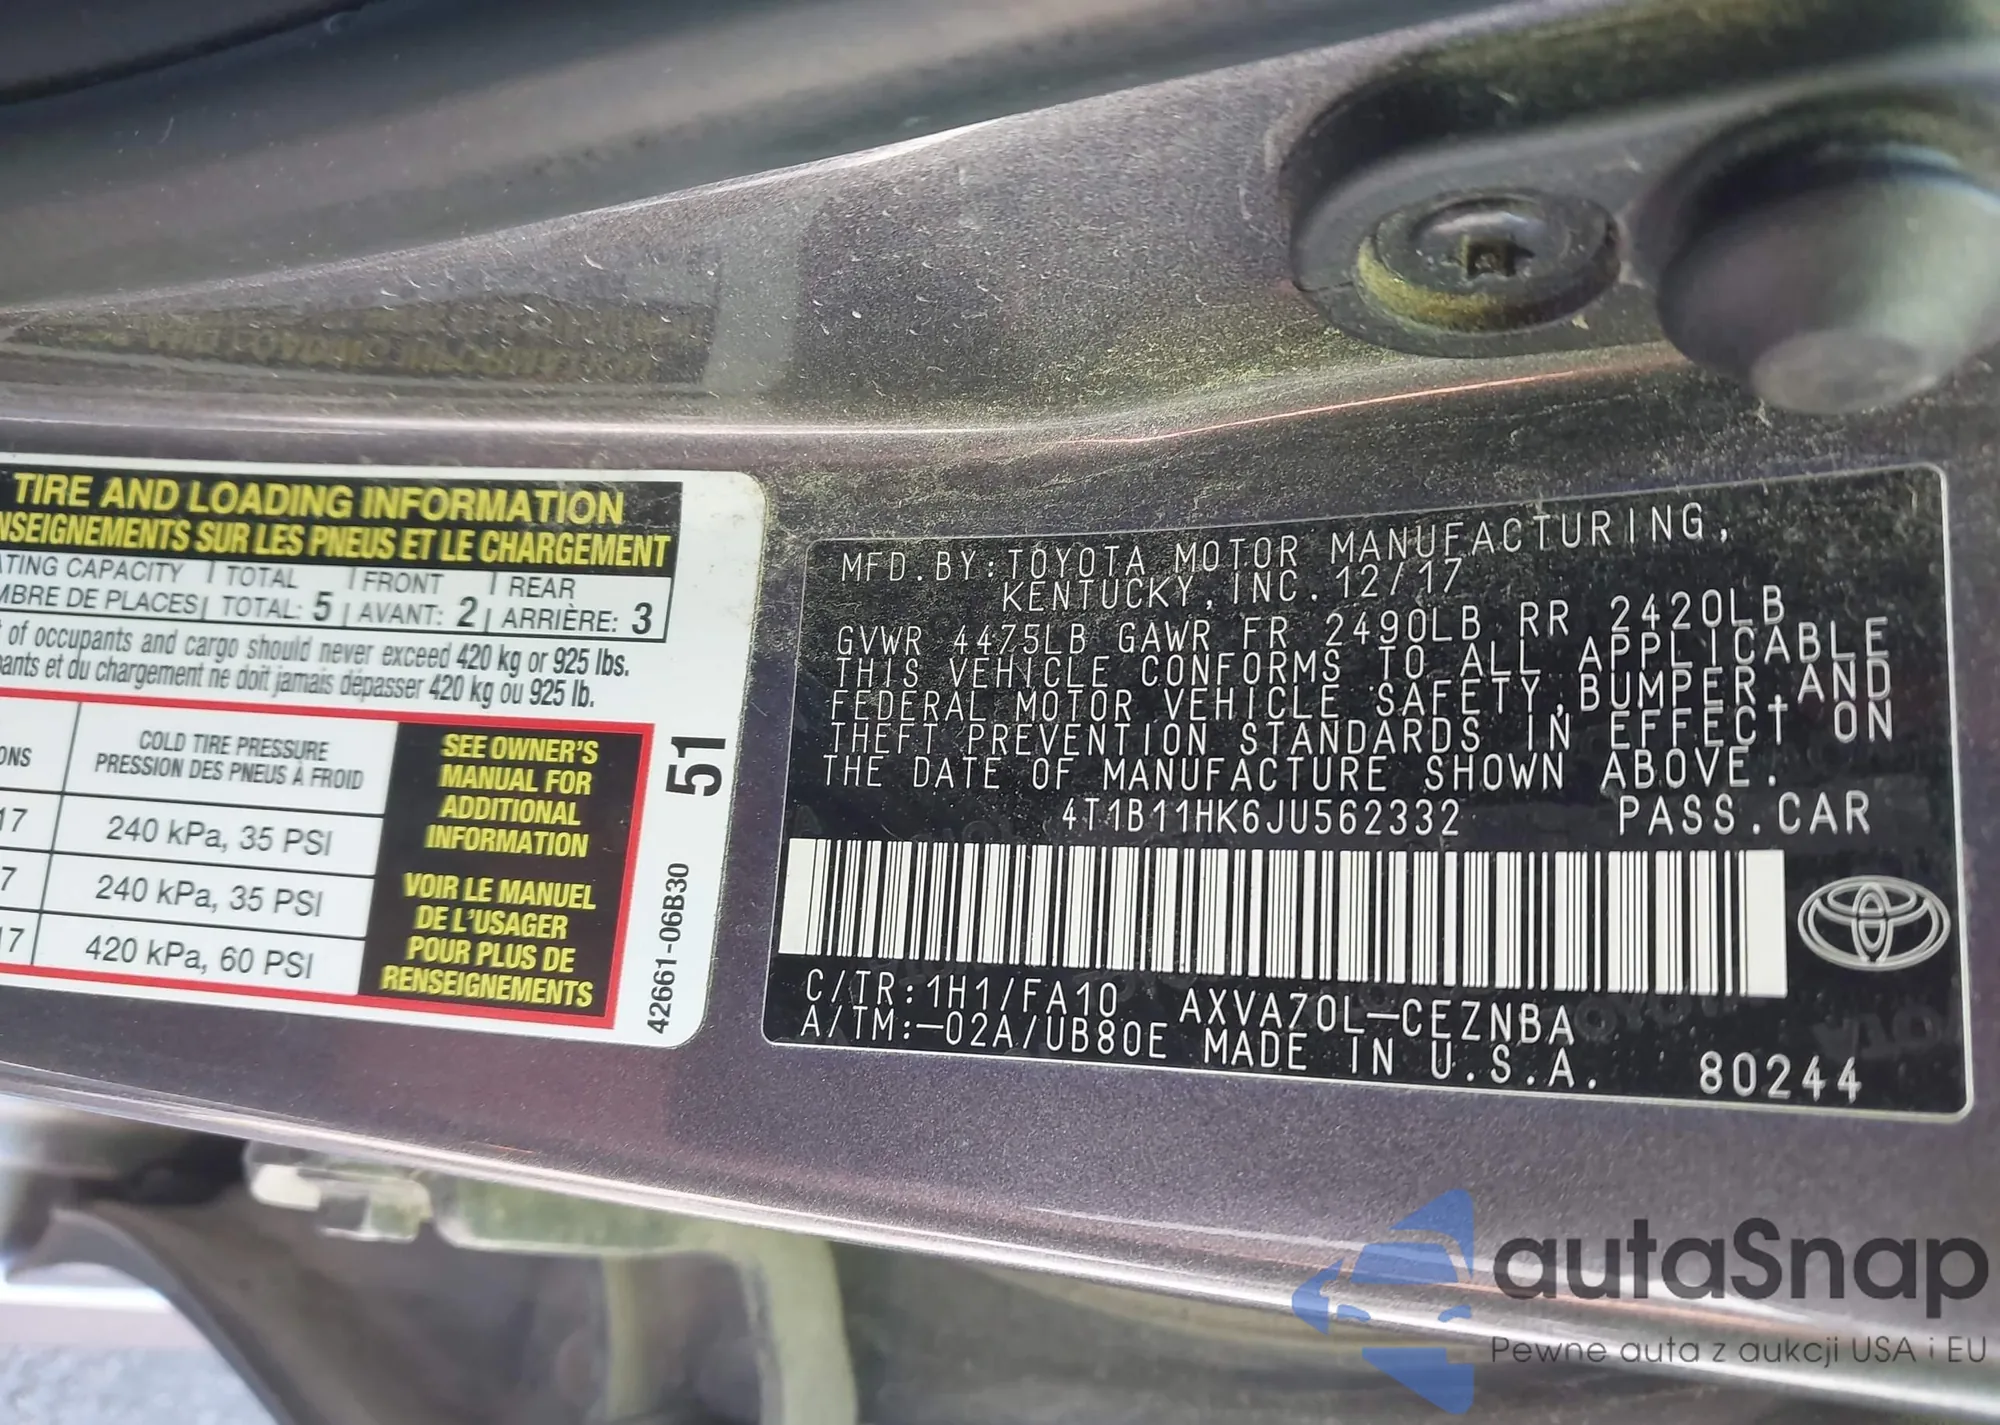 TIRE AND LOADING INFORMATION
NSEIGNEMENTS SUR LES PNEUS ET LE CHARGEMENT
ATING CAPACITY TOTAL FRONT REAR
MBRE DE PLACES TOTAL: 5 AVANT: 2 ARRIÈRE: 3
of occupants and cargo should never exceed 420 kg or 925 lbs.
pants et du chargement ne doit jamais dépasser 420 kg ou 925 lb.
ONS
COLD TIRE PRESSURE
PRESSION DES PNEUS À FROID
17 240 kPa, 35 PSI
7 240 kPa, 35 PSI
17 420 kPa, 60 PSI
SEE OWNER'S
MANUAL FOR
ADDITIONAL
INFORMATION
VOIR LE MANUEL
DE L'USAGER
POUR PLUS DE
RENSEIGNEMENTS
51
42661-06B30
MFD.BY:TOYOTA MOTOR MANUFACTURING,
KENTUCKY, INC. 12/17
GVWR 4475LB GAWR FR 2490LB RR 2420LB
THIS VEHICLE CONFORMS TO ALL APPLICABLE
FEDERAL MOTOR VEHICLE SAFETY,BUMPER,AND
THEFT PREVENTION STANDARDS IN EFFECT ON
THE DATE OF MANUFACTURE SHOWN ABOVE.
4T1B11HK6JU562332 PASS.CAR
C/TR:1H1/FA10 AXVA70L-CEZNBA
A/TM:-02A/UB80E MADE IN U.S.A. 80244
autaSnap
Pewne auta z aukcji USA i EU